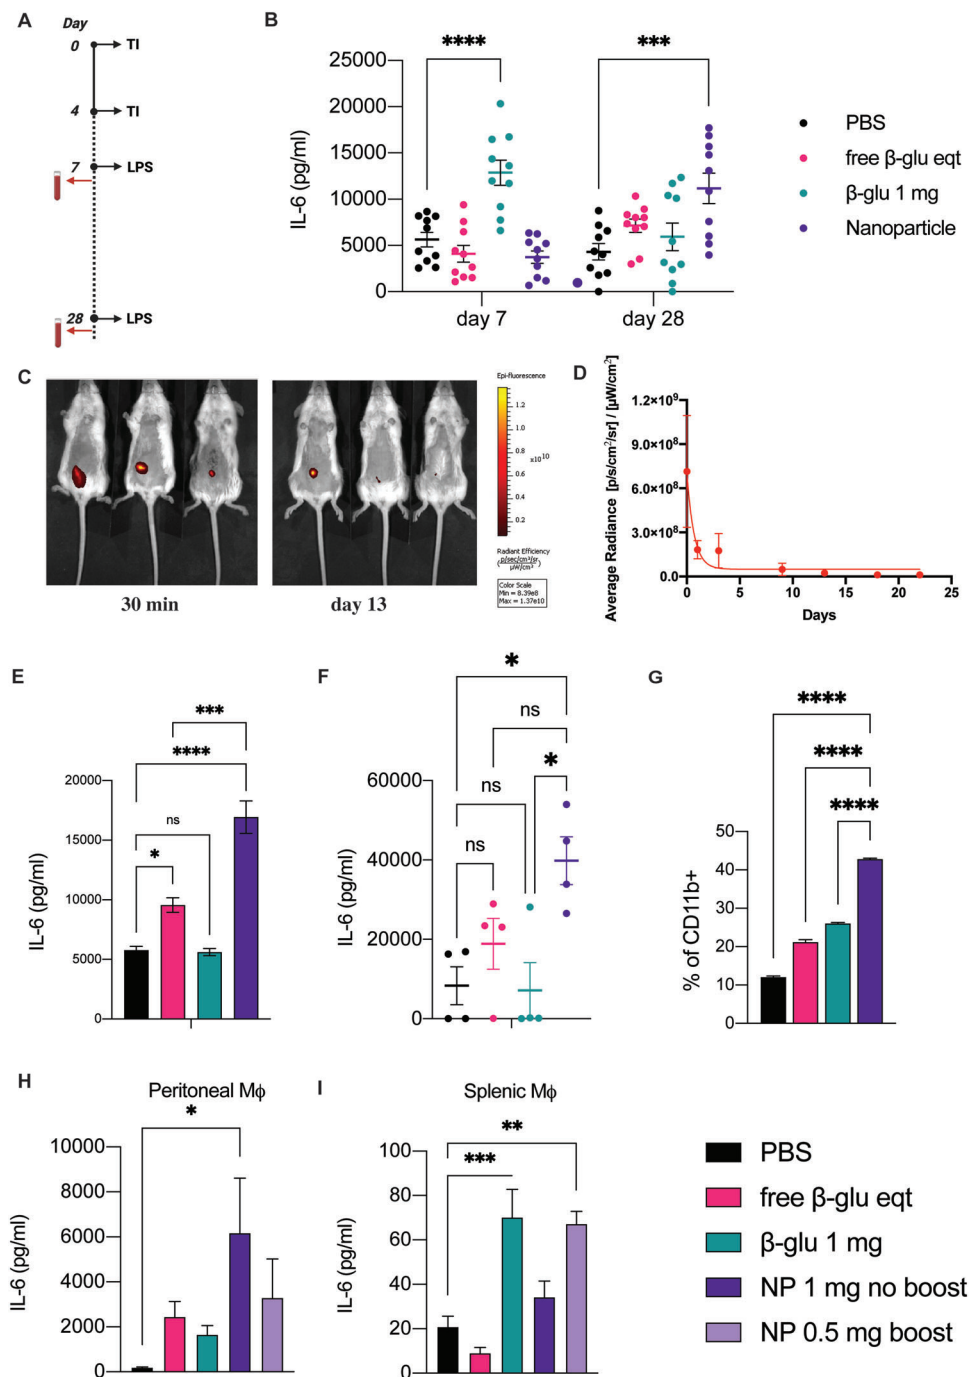 A
Day
0 TI
4 TI
7 LPS
28 LPS
B
**** ***
IL-6 (pg/ml)
25000
20000
15000
10000
5000
0
day 7 day 28
PBS
free β-glu eqt
β-glu 1 mg
Nanoparticle
C
30 min
day 13
Epi-fluorescence
1.2
1.0
0.8
x10^10
0.6
0.4
0.2
Radiant Efficiency
(p/sec/cm²/sr / µW/cm²)
Color Scale
Min = 8.39e8
Max = 1.37e10
D
Average Radiance [p/s/cm²/sr] / [µW/cm²]
1.2×10⁹
9.0×10⁸
6.0×10⁸
3.0×10⁸
0.0
0 5 10 15 20 25
Days
E
***
****
ns
*
IL-6 (pg/ml)
20000
15000
10000
5000
0
F
*
ns
ns *
ns
IL-6 (pg/ml)
60000
40000
20000
0
G
****
****
****
% of CD11b+
50
40
30
20
10
0
H
Peritoneal Mϕ
*
IL-6 (pg/ml)
10000
8000
6000
4000
2000
0
I
Splenic Mϕ
**
***
IL-6 (pg/ml)
100
80
60
40
20
0
PBS
free β-glu eqt
β-glu 1 mg
NP 1 mg no boost
NP 0.5 mg boost